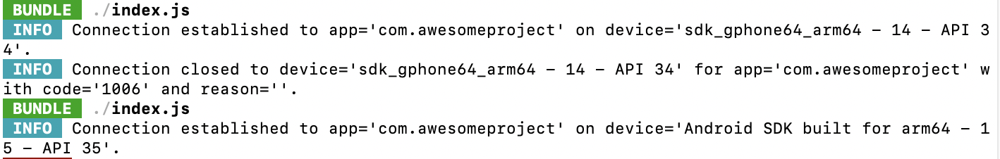 BUNDLE ./index.js
INFO Connection established to app='com.awesomeproject' on device='sdk_gphone64_arm64 – 14 – API 3
4'.
INFO Connection closed to device='sdk_gphone64_arm64 – 14 – API 34' for app='com.awesomeproject' w
ith code='1006' and reason=''.
BUNDLE ./index.js
INFO Connection established to app='com.awesomeproject' on device='Android SDK built for arm64 – 1
5 – API 35'.